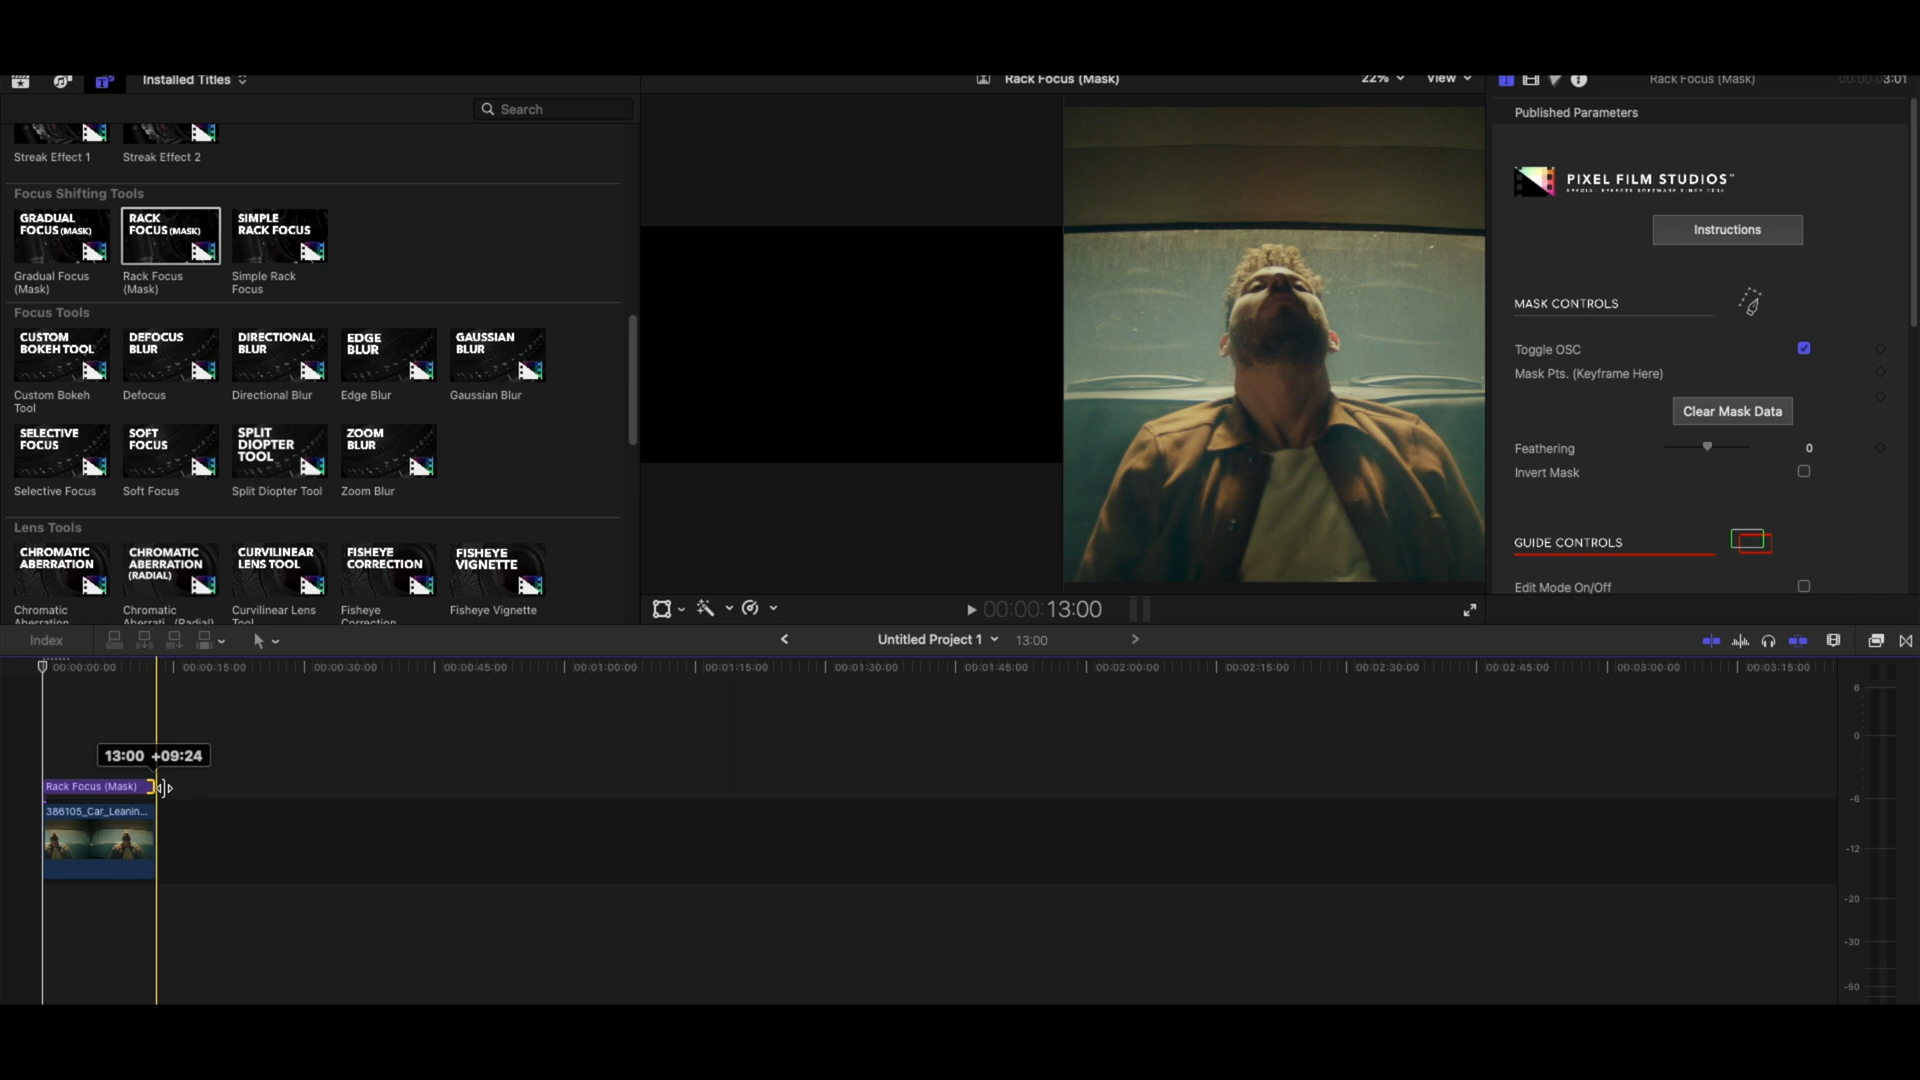 Installed Titles
Rack Focus (Mask)
22%
View
Rack Focus (Mask)
00:00:03:01
Search
Published Parameters
Streak Effect 1
Streak Effect 2
PIXEL FILM STUDIOS™
Focus Shifting Tools
GRADUAL
FOCUS (MASK)
RACK
FOCUS (MASK)
SIMPLE
RACK FOCUS
Instructions
Gradual Focus
(Mask)
Rack Focus
(Mask)
Simple Rack
Focus
MASK CONTROLS
Focus Tools
CUSTOM
BOKEH TOOL
DEFOCUS
BLUR
DIRECTIONAL
BLUR
EDGE
BLUR
GAUSSIAN
BLUR
Toggle OSC
Mask Pts. (Keyframe Here)
Custom Bokeh
Tool
Defocus
Directional Blur
Edge Blur
Gaussian Blur
Clear Mask Data
SELECTIVE
FOCUS
SOFT
FOCUS
SPLIT
DIOPTER
TOOL
ZOOM
BLUR
Feathering
0
Invert Mask
Selective Focus
Soft Focus
Split Diopter Tool
Zoom Blur
Lens Tools
GUIDE CONTROLS
CHROMATIC
ABERRATION
CHROMATIC
ABERRATION
(RADIAL)
CURVILINEAR
LENS TOOL
FISHEYE
CORRECTION
FISHEYE
VIGNETTE
Edit Mode On/Off
Chromatic
Aberration
Chromatic
Aberrati...(Radial)
Curvilinear Lens
Tool
Fisheye
Correction
Fisheye Vignette
00:00:13:00
Index
Untitled Project 1
13:00
00:00:00:00
00:00:15:00
00:00:30:00
00:00:45:00
00:01:00:00
00:01:15:00
00:01:30:00
00:01:45:00
00:02:00:00
00:02:15:00
00:02:30:00
00:02:45:00
00:03:00:00
00:03:15:00
6
0
-6
-12
-20
-30
-50
13:00 +09:24
Rack Focus (Mask)
386105_Car_Leanin...